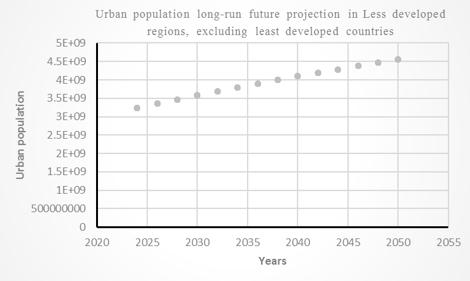 Urban population long-run future projection in Less developed
regions, excluding least developed countries
5E+09
4.5E+09
4E+09
3.5E+09
3E+09
2.5E+09
2E+09
1.5E+09
1E+09
500000000
0
Urban population
2020 2025 2030 2035 2040 2045 2050 2055
Years